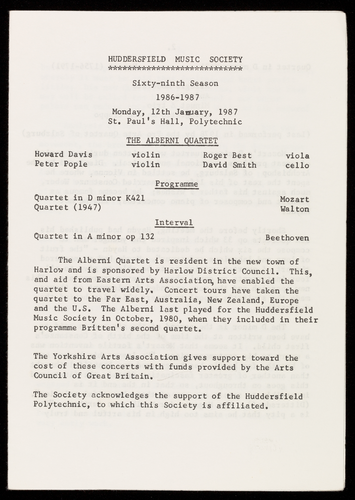 HUDDERSFIELD MUSIC SOCIETY
***************************
Sixty-ninth Season
1986-1987
Monday, 12th January, 1987
St. Paul's Hall, Polytechnic
THE ALBERNI QUARTET
Howard Davis violin Roger Best viola
Peter Pople violin David Smith cello
Programme
Quartet in D minor K421 Mozart
Quartet (1947) Walton
Interval
Quartet in A minor op 132 Beethoven
The Alberni Quartet is resident in the new town of
Harlow and is sponsored by Harlow District Council. This,
and aid from Eastern Arts Association, have enabled the
quartet to travel widely. Concert tours have taken the
quartet to the Far East, Australia, New Zealand, Europe
and the U.S. The Alberni last played for the Huddersfield
Music Society in October, 1980, when they included in their
programme Britten's second quartet.
The Yorkshire Arts Association gives support toward the
cost of these concerts with funds provided by the Arts
Council of Great Britain.
The Society acknowledges the support of the Huddersfield
Polytechnic, to which this Society is affiliated.